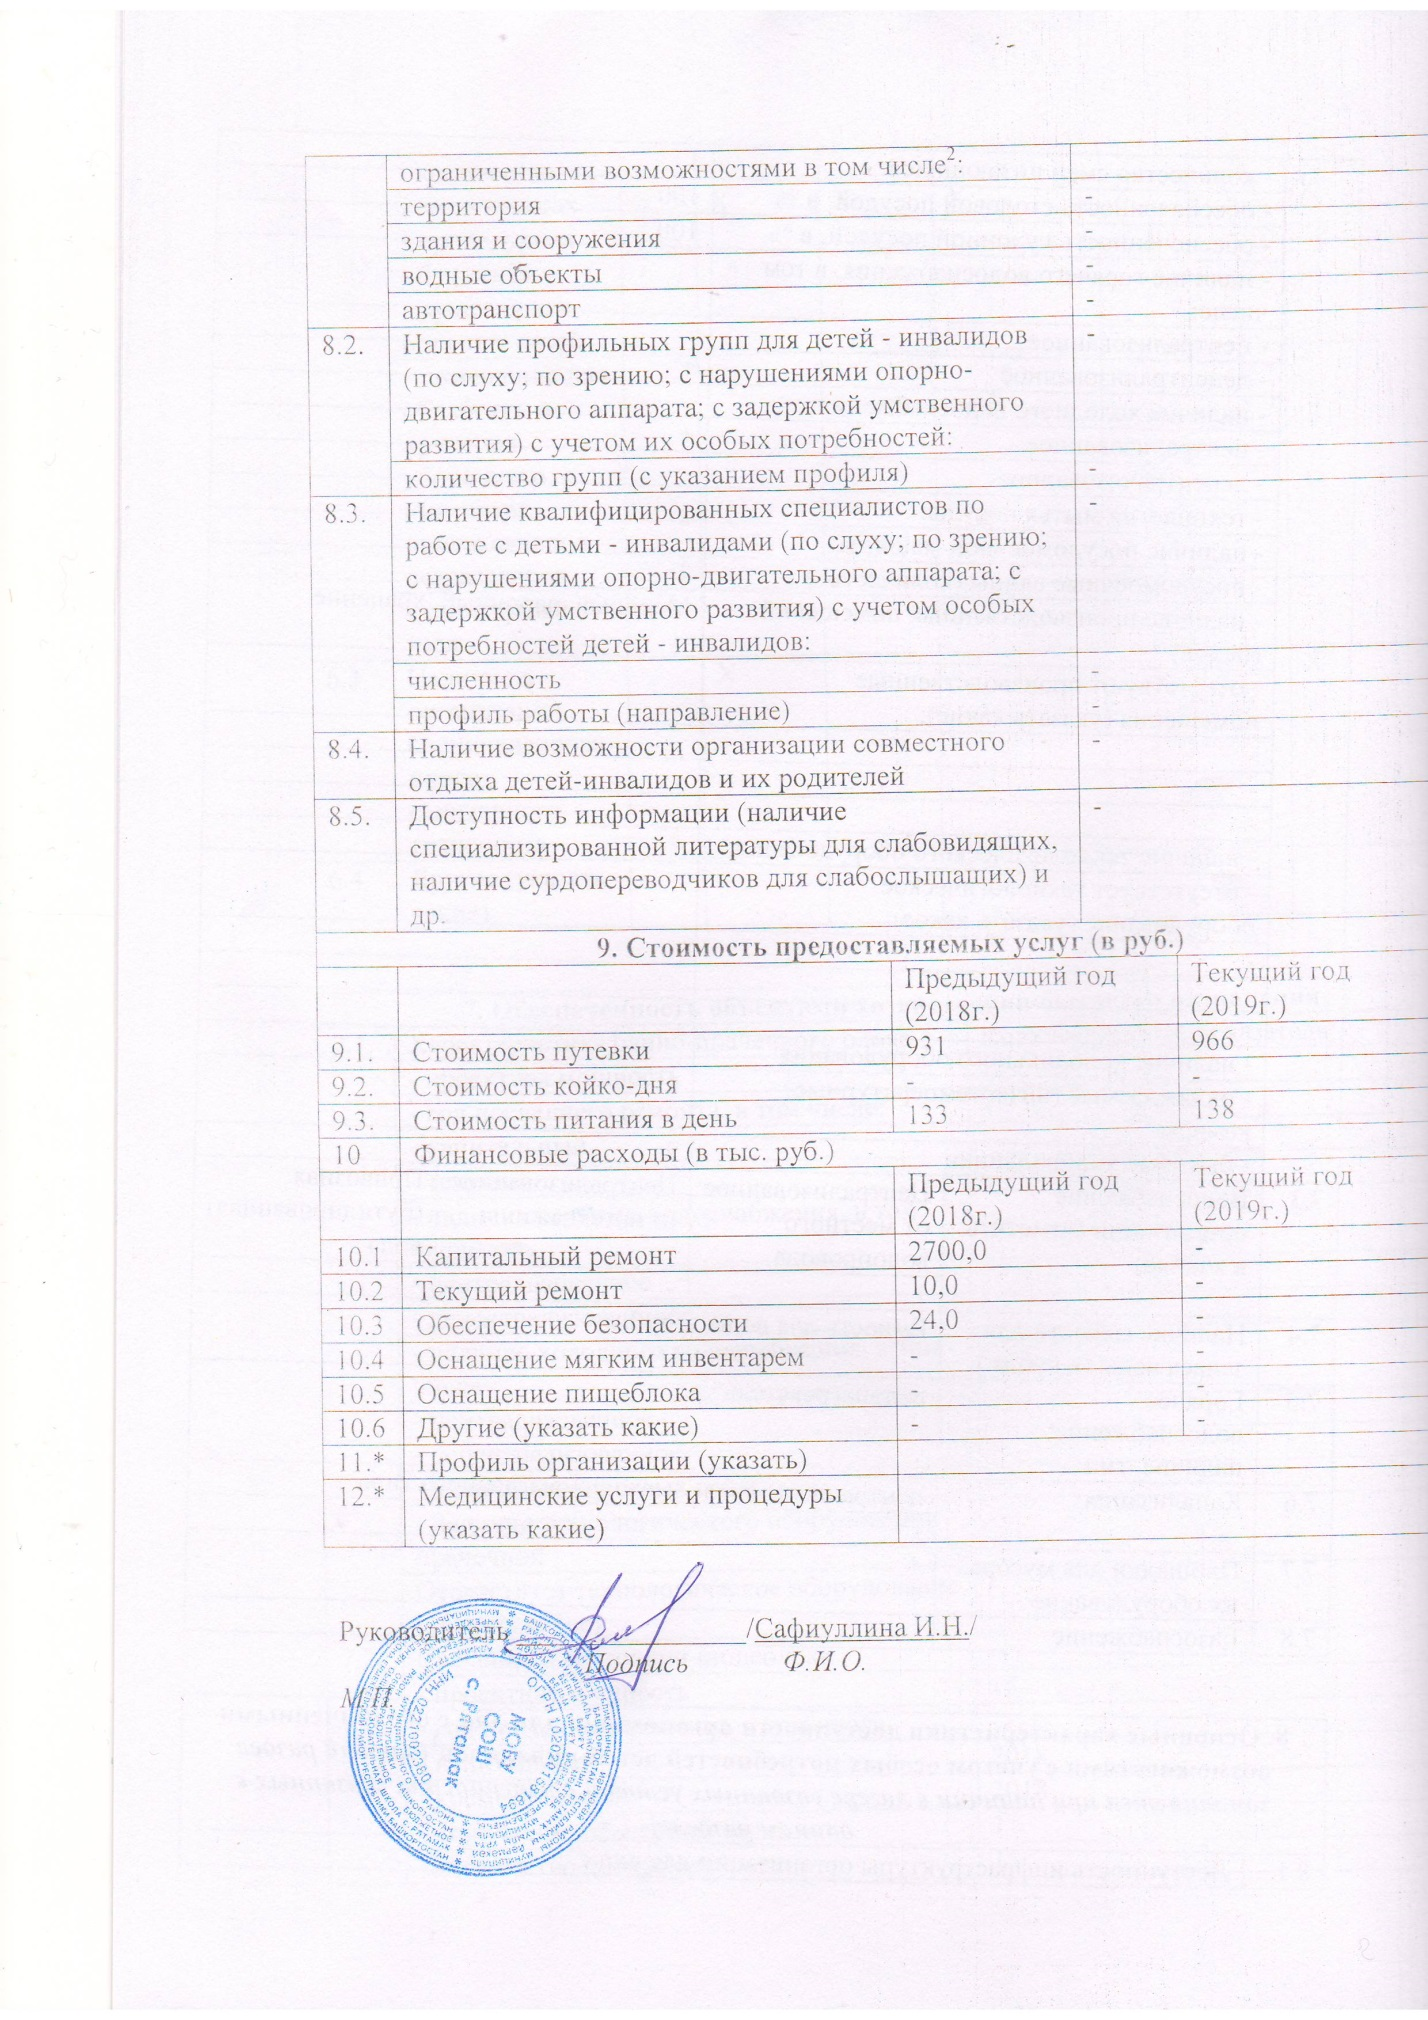 ограниченными возможностями в том числе2:
территория -
здания и сооружения -
водные объекты -
автотранспорт -
8.2. Наличие профильных групп для детей - инвалидов -
(по слуху; по зрению; с нарушениями опорно-
двигательного аппарата; с задержкой умственного
развития) с учетом их особых потребностей:
количество групп (с указанием профиля) -
8.3. Наличие квалифицированных специалистов по -
работе с детьми - инвалидами (по слуху; по зрению;
с нарушениями опорно-двигательного аппарата; с
задержкой умственного развития) с учетом особых
потребностей детей - инвалидов:
численность -
профиль работы (направление) -
8.4. Наличие возможности организации совместного -
отдыха детей-инвалидов и их родителей
8.5. Доступность информации (наличие -
специализированной литературы для слабовидящих,
наличие сурдопереводчиков для слабослышащих) и
др.
9. Стоимость предоставляемых услуг (в руб.)
Предыдущий год Текущий год
(2018г.) (2019г.)
9.1. Стоимость путевки 931 966
9.2. Стоимость койко-дня - -
9.3. Стоимость питания в день 133 138
10 Финансовые расходы (в тыс. руб.)
Предыдущий год Текущий год
(2018г.) (2019г.)
10.1 Капитальный ремонт 2700,0 -
10.2 Текущий ремонт 10,0 -
10.3 Обеспечение безопасности 24,0 -
10.4 Оснащение мягким инвентарем - -
10.5 Оснащение пищеблока - -
10.6 Другие (указать какие) - -
11.* Профиль организации (указать)
12.* Медицинские услуги и процедуры
(указать какие)
Руководитель /Сафиуллина И.Н./
Подпись Ф.И.О.
М.П.
МОБУ
СОШ
с. Рятамак
ОГРН 1020201581694
ИНН 0221002360